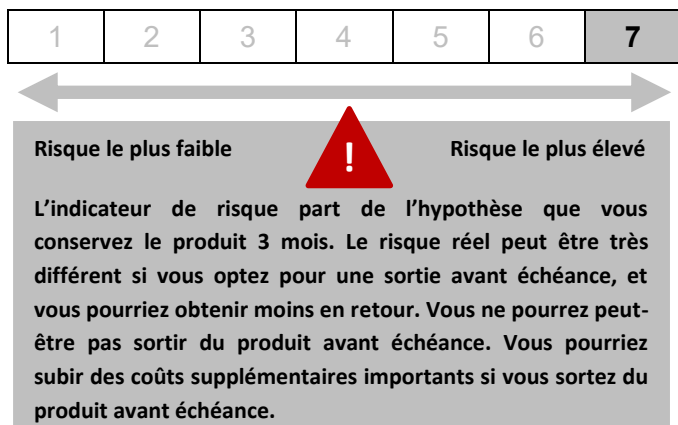 1 2 3 4 5 6 7
!
Risque le plus faible Risque le plus élevé
L’indicateur de risque part de l’hypothèse que vous
conservez le produit 3 mois. Le risque réel peut être très
différent si vous optez pour une sortie avant échéance, et
vous pourriez obtenir moins en retour. Vous ne pourrez peut-
être pas sortir du produit avant échéance. Vous pourriez
subir des coûts supplémentaires importants si vous sortez du
produit avant échéance.